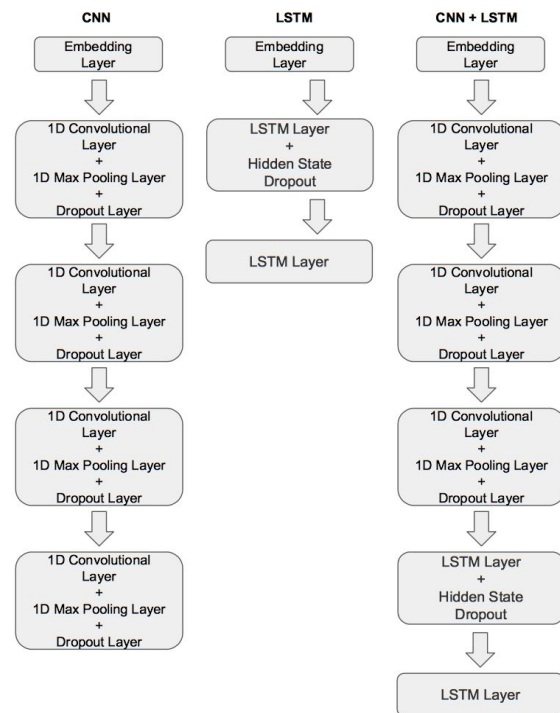 CNN
Embedding
Layer
1D Convolutional
Layer
+
1D Max Pooling Layer
+
Dropout Layer
1D Convolutional
Layer
+
1D Max Pooling Layer
+
Dropout Layer
1D Convolutional
Layer
+
1D Max Pooling Layer
+
Dropout Layer
1D Convolutional
Layer
+
1D Max Pooling Layer
+
Dropout Layer
LSTM
Embedding
Layer
LSTM Layer
+
Hidden State
Dropout
LSTM Layer
CNN + LSTM
Embedding
Layer
1D Convolutional
Layer
+
1D Max Pooling Layer
+
Dropout Layer
1D Convolutional
Layer
+
1D Max Pooling Layer
+
Dropout Layer
1D Convolutional
Layer
+
1D Max Pooling Layer
+
Dropout Layer
LSTM Layer
+
Hidden State
Dropout
LSTM Layer